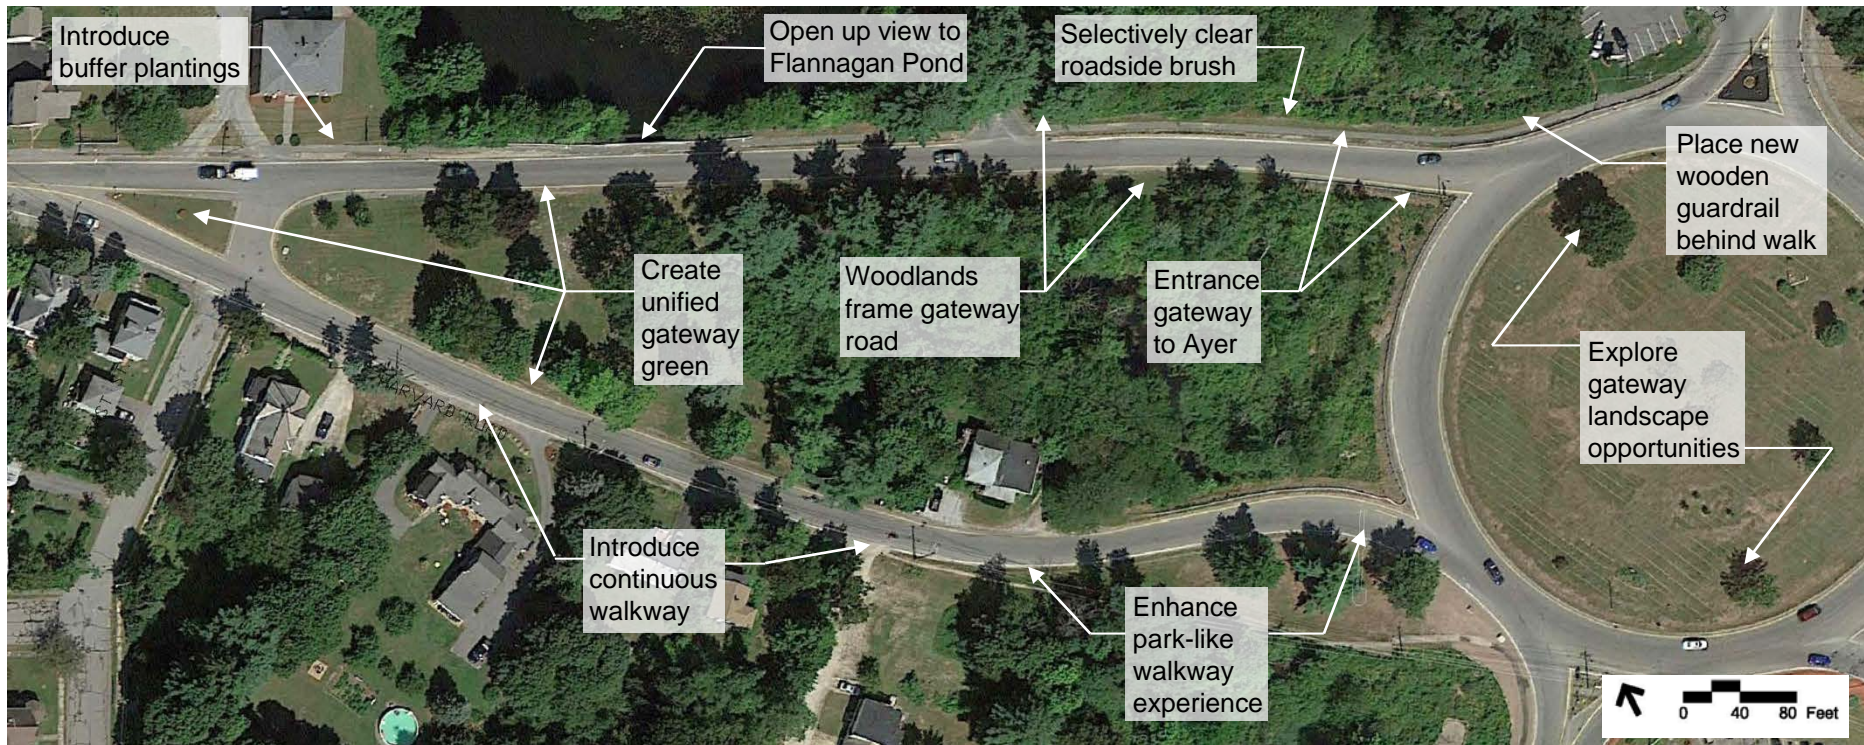 Introduce
buffer plantings
Open up view to
Flannagan Pond
Selectively clear
roadside brush
Place new
wooden
guardrail
behind walk
Create
unified
gateway
green
Woodlands
frame gateway
road
Entrance
gateway
to Ayer
Explore
gateway
landscape
opportunities
HARVARD R
ST
Introduce
continuous
walkway
Enhance
park-like
walkway
experience
0 40 80 Feet